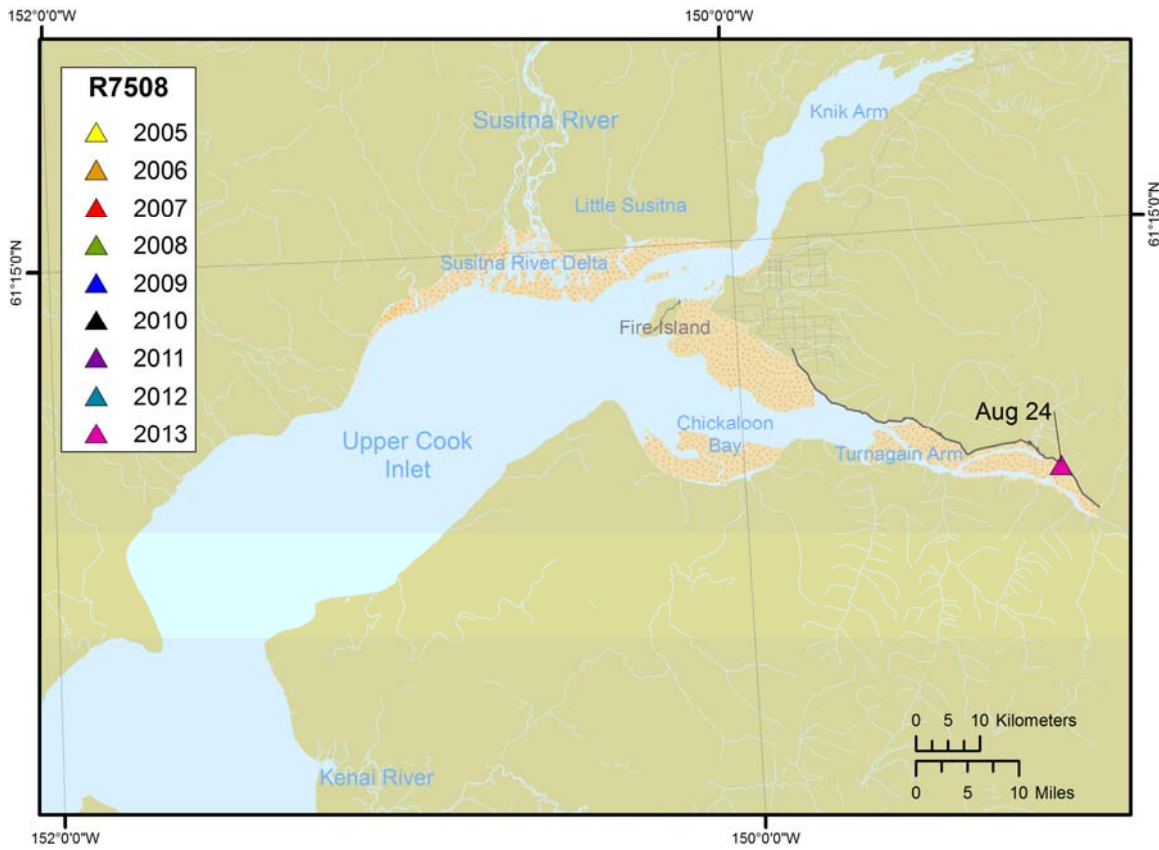 152°0'0"W
150°0'0"W
R7508
2005
2006
2007
2008
2009
2010
2011
2012
2013
Susitna River
Knik Arm
Little Susitna
61°15'0"N
61°15'0"N
Susitna River Delta
Fire Island
Chickaloon
Bay
Aug 24
Upper Cook
Inlet
Turnagain Arm
0 5 10 Kilometers
0 5 10 Miles
Kenai River
152°0'0"W
150°0'0"W